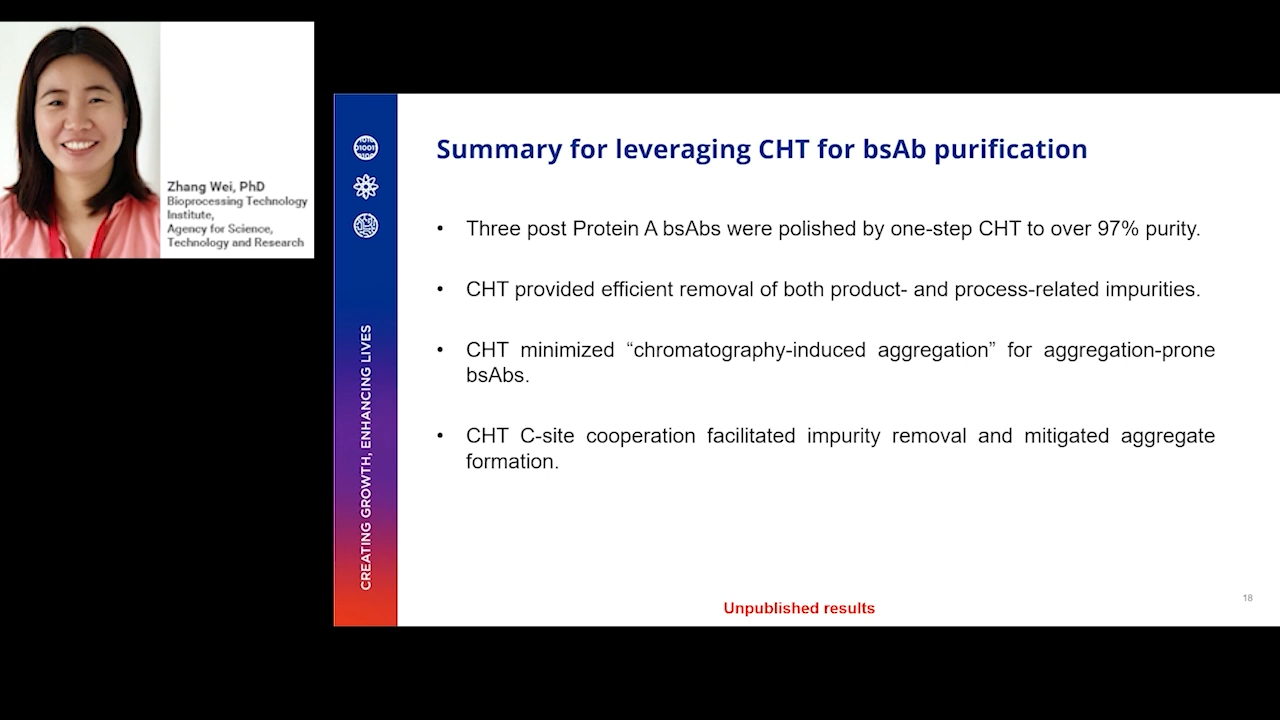 Zhang Wei, PhD
Bioprocessing Technology
Institute,
Agency for Science,
Technology and Research
CREATING GROWTH, ENHANCING LIVES
Summary for leveraging CHT for bsAb purification
• Three post Protein A bsAbs were polished by one-step CHT to over 97% purity.
• CHT provided efficient removal of both product- and process-related impurities.
• CHT minimized “chromatography-induced aggregation” for aggregation-prone
bsAbs.
• CHT C-site cooperation facilitated impurity removal and mitigated aggregate
formation.
Unpublished results
18